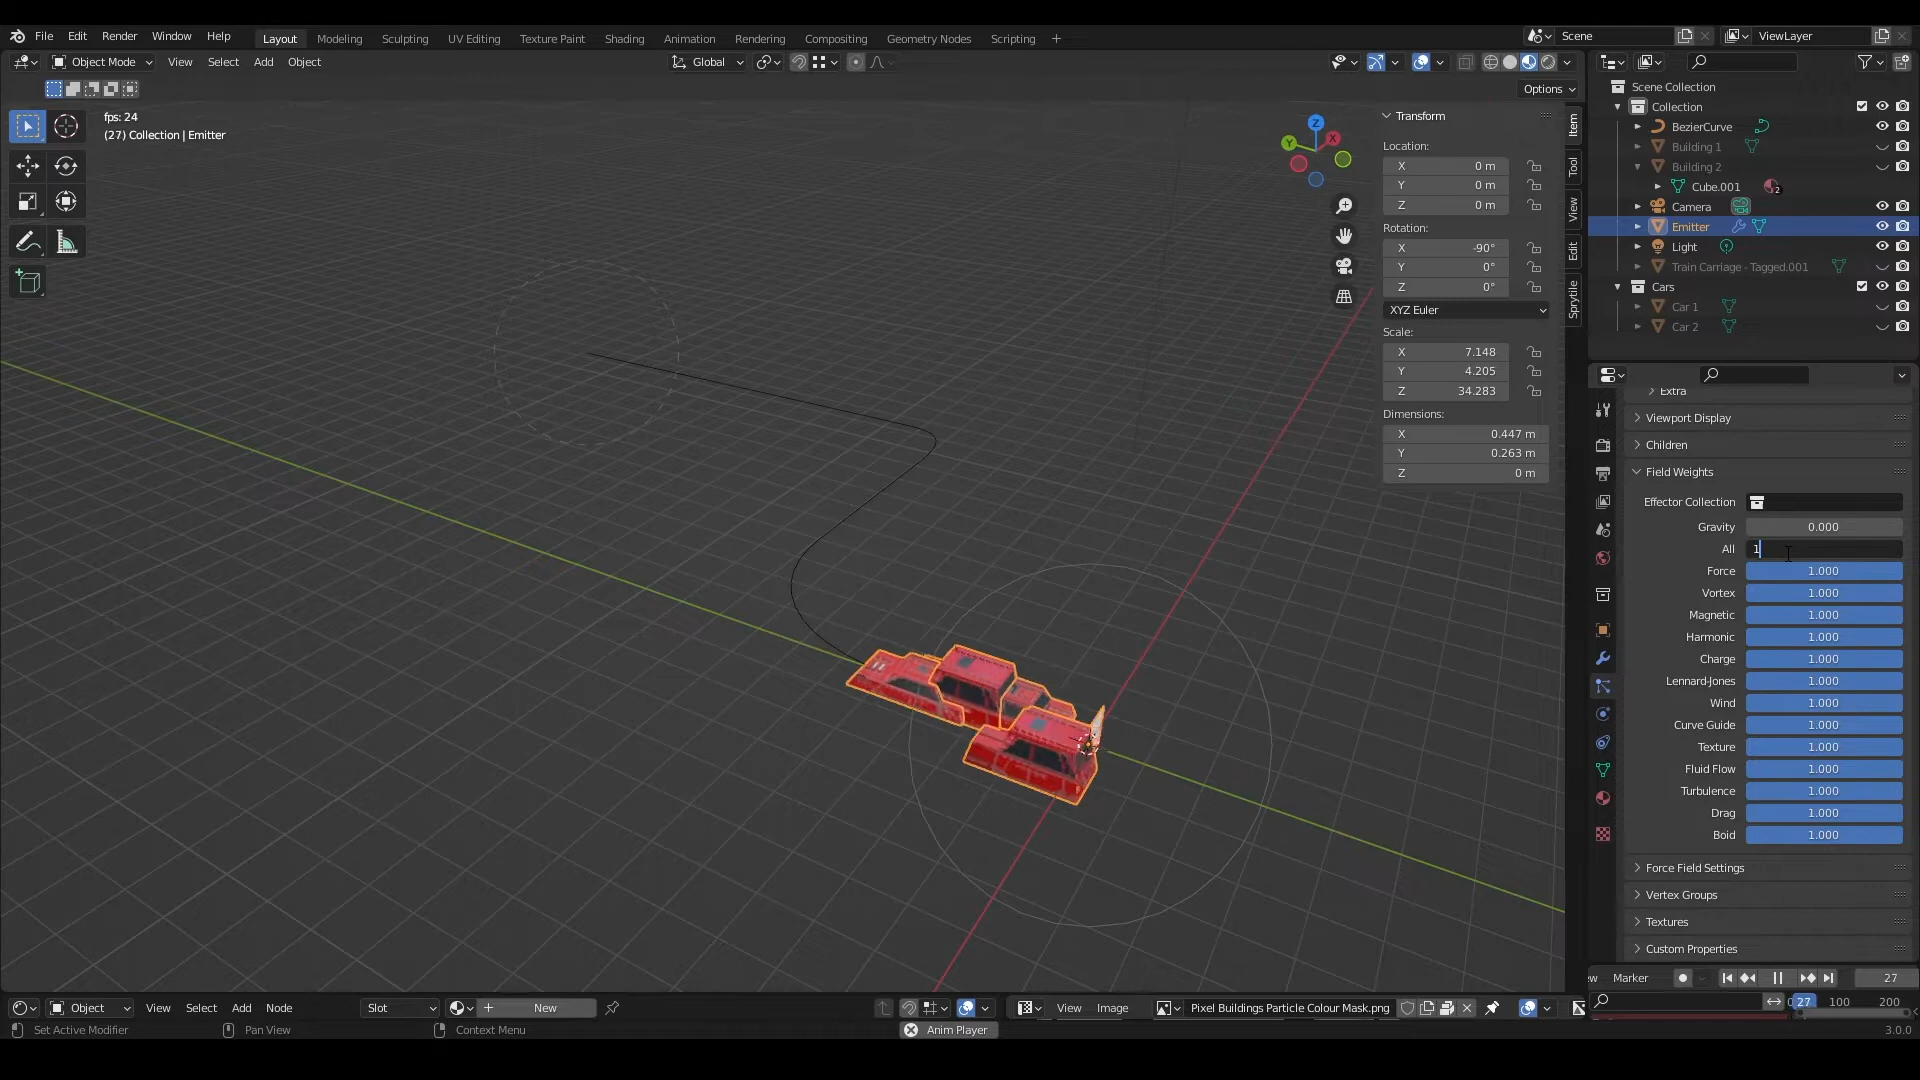 File Edit Render Window Help Layout Modeling Sculpting UV Editing Texture Paint Shading Animation Rendering Compositing Geometry Nodes Scripting + Scene ViewLayer
Object Mode View Select Add Object Global
Options
fps: 24
(27) Collection | Emitter
Z
Y
X
Transform
Location:
X 0 m
Y 0 m
Z 0 m
Rotation:
X -90°
Y 0°
Z 0°
XYZ Euler
Scale:
X 7.148
Y 4.205
Z 34.283
Dimensions:
X 0.447 m
Y 0.263 m
Z 0 m
Item
Tool
View
Edit
Sprytile
Scene Collection
Collection
BezierCurve
Building 1
Building 2
Cube.001 2
Camera
Emitter
Light
Train Carriage - Tagged.001
Cars
Car 1
Car 2
Extra
Viewport Display
Children
Field Weights
Effector Collection
Gravity 0.000
All 1
Force 1.000
Vortex 1.000
Magnetic 1.000
Harmonic 1.000
Charge 1.000
Lennard-Jones 1.000
Wind 1.000
Curve Guide 1.000
Texture 1.000
Fluid Flow 1.000
Turbulence 1.000
Drag 1.000
Boid 1.000
Force Field Settings
Vertex Groups
Textures
Custom Properties
Marker 27
27 100 200
Object View Select Add Object Node Slot New View Image Pixel Buildings Particle Colour Mask.png
Set Active Modifier Pan View Context Menu Anim Player 3.0.0